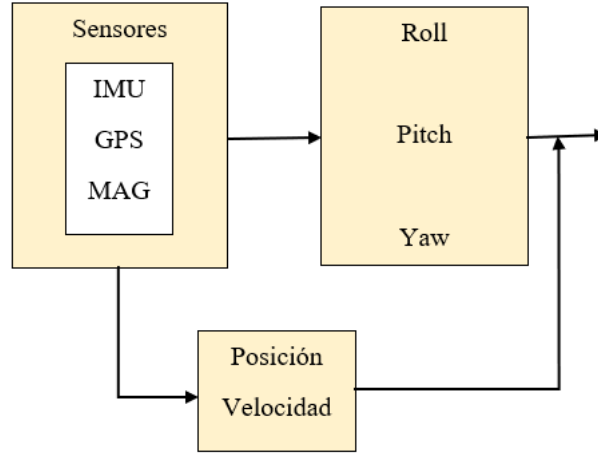 Sensores
IMU
GPS
MAG
Roll
Pitch
Yaw
Posición
Velocidad